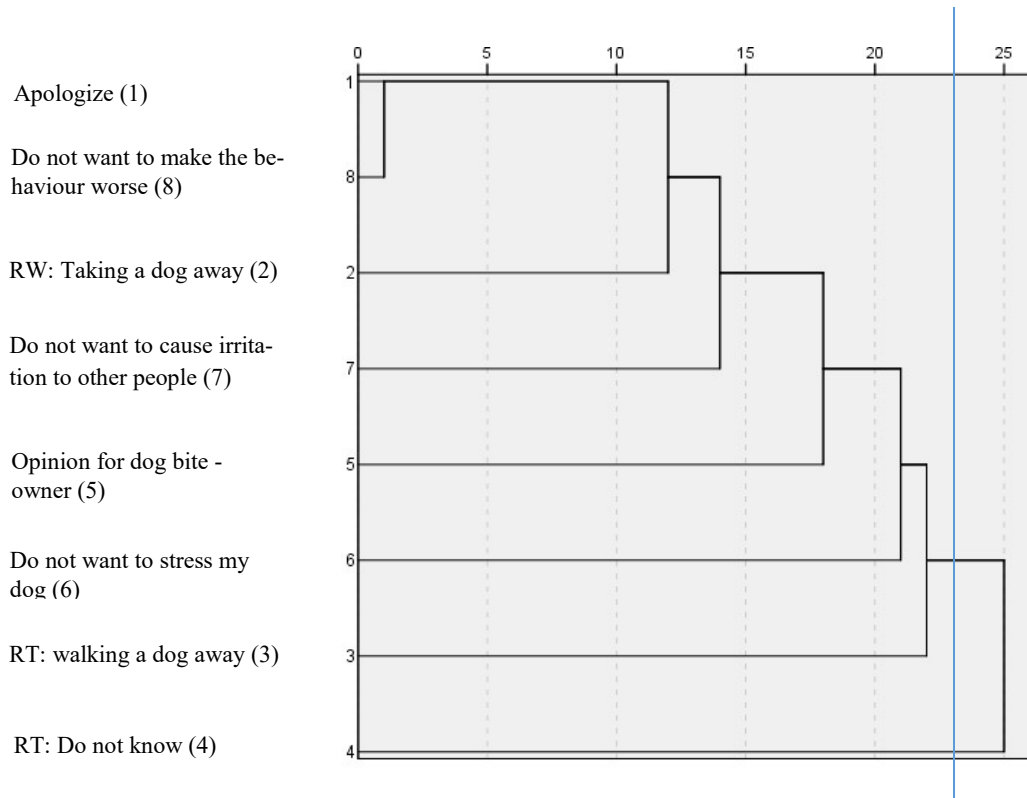 0 5 10 15 20 25
Apologize (1)
1
Do not want to make the be-
haviour worse (8)
8
RW: Taking a dog away (2)
2
Do not want to cause irrita-
tion to other people (7)
7
Opinion for dog bite -
owner (5)
5
Do not want to stress my
dog (6)
6
RT: walking a dog away (3)
3
RT: Do not know (4)
4